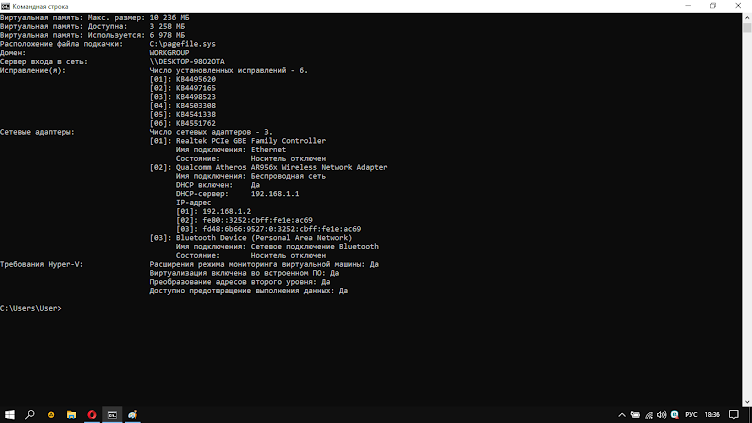 Командная строка
Виртуальная память: Макс. размер: 10 236 МБ
Виртуальная память: Доступна: 3 258 МБ
Виртуальная память: Используется: 6 978 МБ
Расположение файла подкачки: C:\pagefile.sys
Домен: WORKGROUP
Сервер входа в сеть: \\DESKTOP-98O2OTA
Исправление(я): Число установленных исправлений - 6.
[01]: KB4495620
[02]: KB4497165
[03]: KB4498523
[04]: KB4503308
[05]: KB4541338
[06]: KB4551762
Сетевые адаптеры: Число сетевых адаптеров - 3.
[01]: Realtek PCIe GBE Family Controller
Имя подключения: Ethernet
Состояние: Носитель отключен
[02]: Qualcomm Atheros AR956x Wireless Network Adapter
Имя подключения: Беспроводная сеть
DHCP включен: Да
DHCP-сервер: 192.168.1.1
IP-адрес
[01]: 192.168.1.2
[02]: fe80::3252:cbff:fe1e:ac69
[03]: fd48:6b66:9527:0:3252:cbff:fe1e:ac69
[03]: Bluetooth Device (Personal Area Network)
Имя подключения: Сетевое подключение Bluetooth
Состояние: Носитель отключен
Требования Hyper-V: Расширения режима мониторинга виртуальной машины: Да
Виртуализация включена во встроенном ПО: Да
Преобразование адресов второго уровня: Да
Доступно предотвращение выполнения данных: Да
C:\Users\User>
РУС 18:36